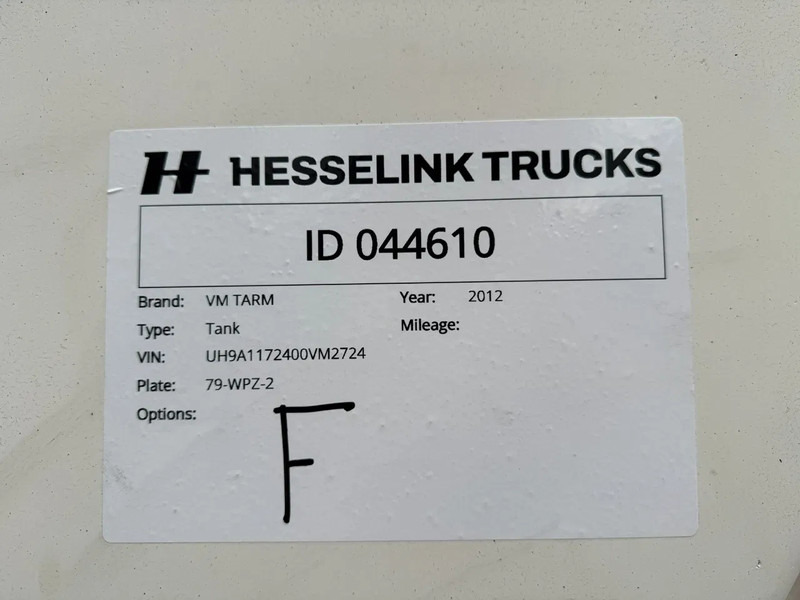 H HESSELINK TRUCKS
ID 044610
Brand: VM TARM Year: 2012
Type: Tank Mileage:
VIN: UH9A1172400VM2724
Plate: 79-WPZ-2
Options:
F